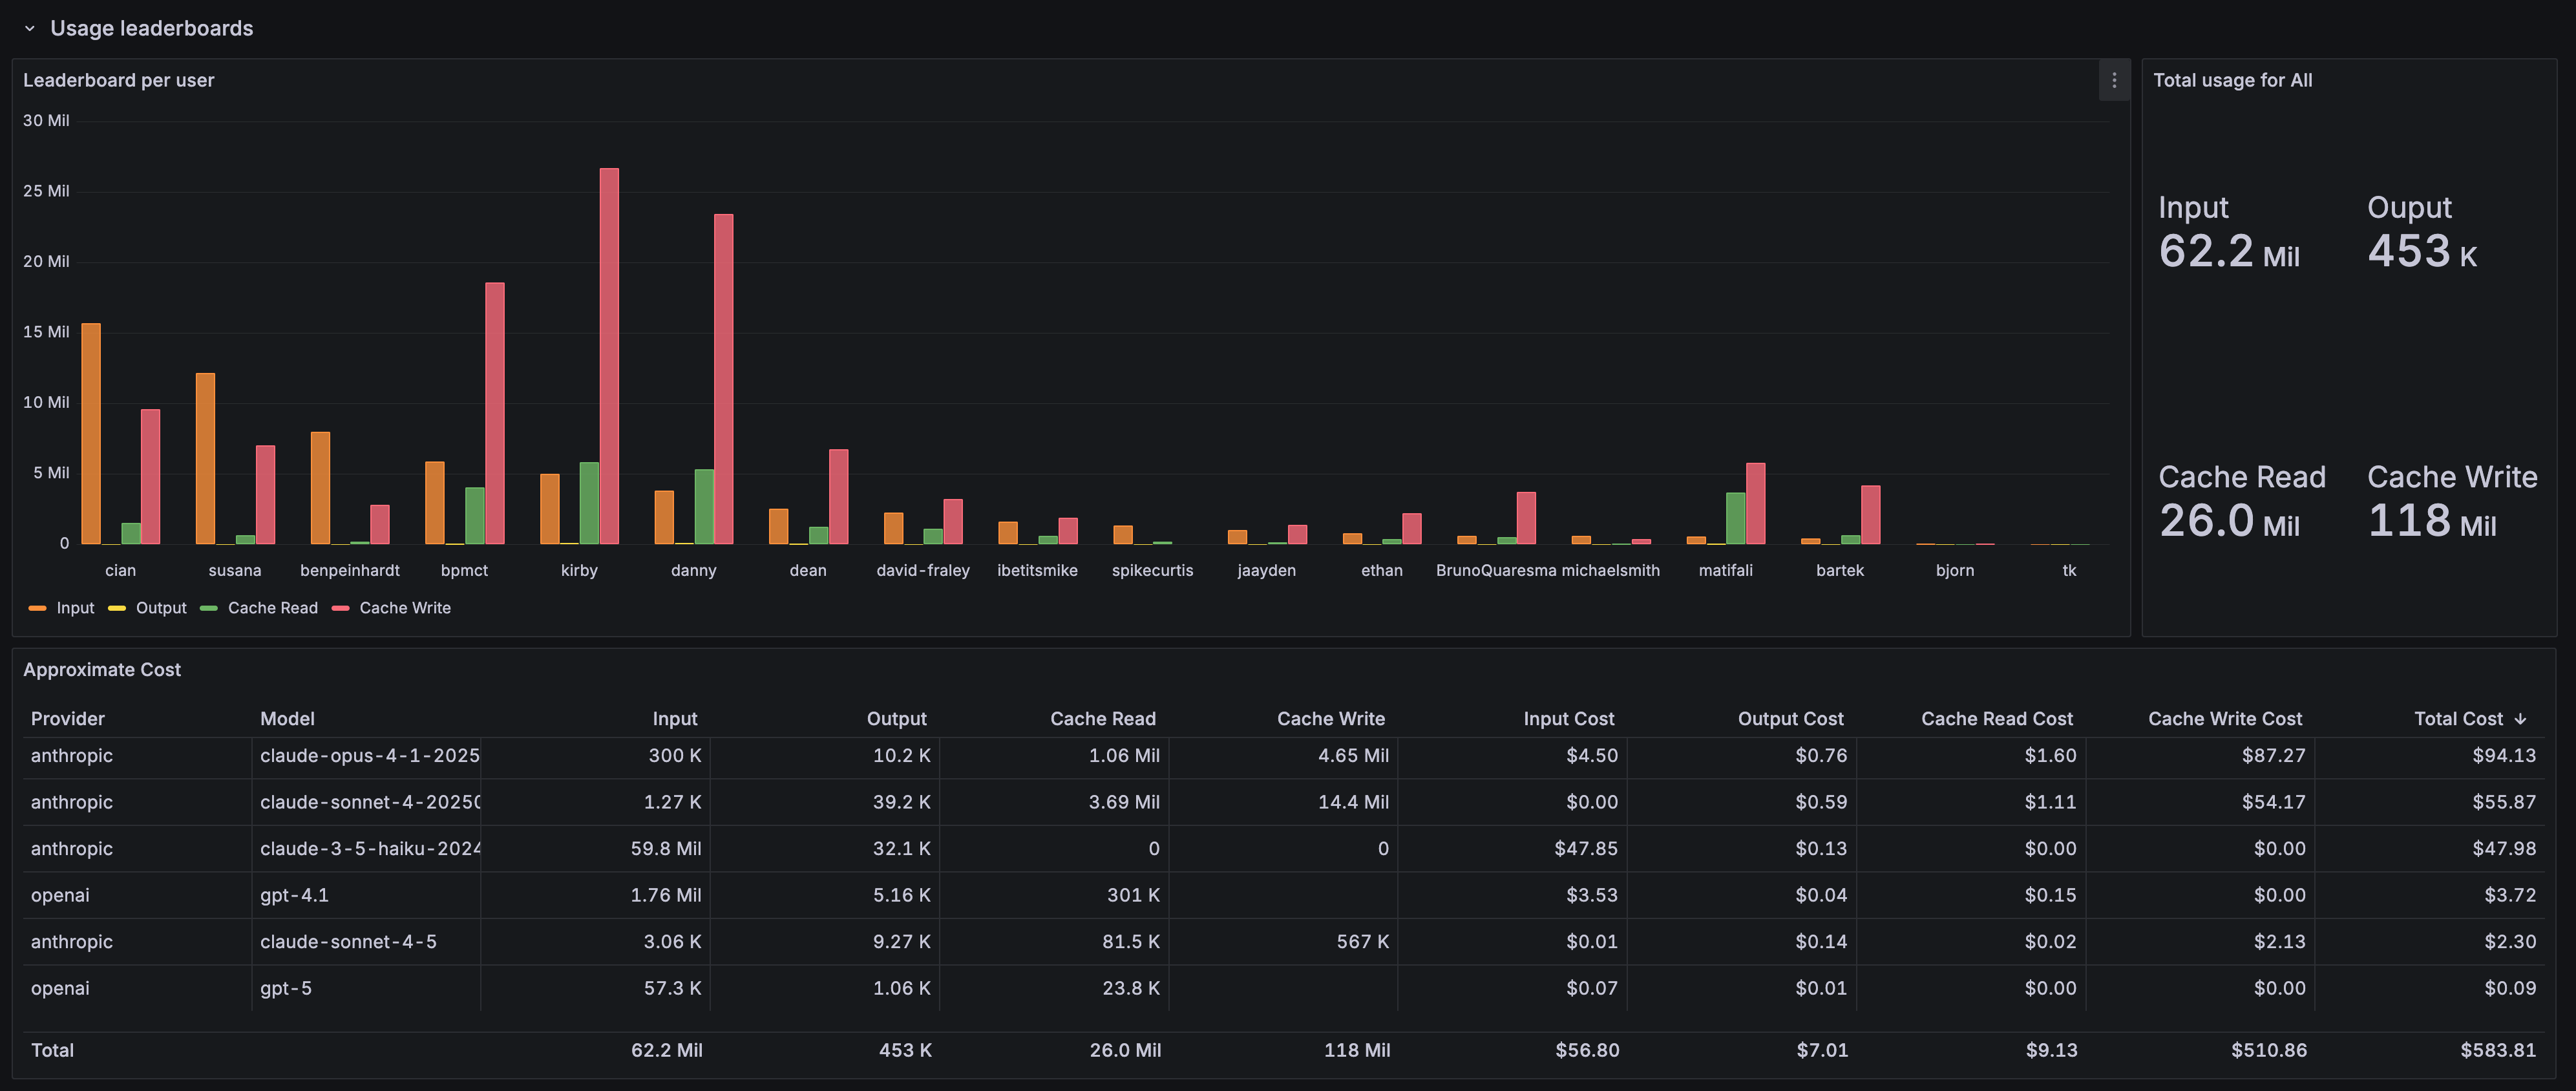 Usage leaderboards
Leaderboard per user
30 Mil
25 Mil
20 Mil
15 Mil
10 Mil
5 Mil
0
cian susana benpeinhardt bpmct kirby danny dean david-fraley ibetitsmike spikecurtis jaayden ethan BrunoQuaresma michaelsmith matifali bartek bjorn tk
Input Output Cache Read Cache Write
Total usage for All
Input Ouput
62.2 Mil 453 K
Cache Read Cache Write
26.0 Mil 118 Mil
Approximate Cost
Provider Model Input Output Cache Read Cache Write Input Cost Output Cost Cache Read Cost Cache Write Cost Total Cost ↓
anthropic claude-opus-4-1-2025 300 K 10.2 K 1.06 Mil 4.65 Mil $4.50 $0.76 $1.60 $87.27 $94.13
anthropic claude-sonnet-4-20250 1.27 K 39.2 K 3.69 Mil 14.4 Mil $0.00 $0.59 $1.11 $54.17 $55.87
anthropic claude-3-5-haiku-2024 59.8 Mil 32.1 K 0 0 $47.85 $0.13 $0.00 $0.00 $47.98
openai gpt-4.1 1.76 Mil 5.16 K 301 K $3.53 $0.04 $0.15 $0.00 $3.72
anthropic claude-sonnet-4-5 3.06 K 9.27 K 81.5 K 567 K $0.01 $0.14 $0.02 $2.13 $2.30
openai gpt-5 57.3 K 1.06 K 23.8 K $0.07 $0.01 $0.00 $0.00 $0.09
Total 62.2 Mil 453 K 26.0 Mil 118 Mil $56.80 $7.01 $9.13 $510.86 $583.81